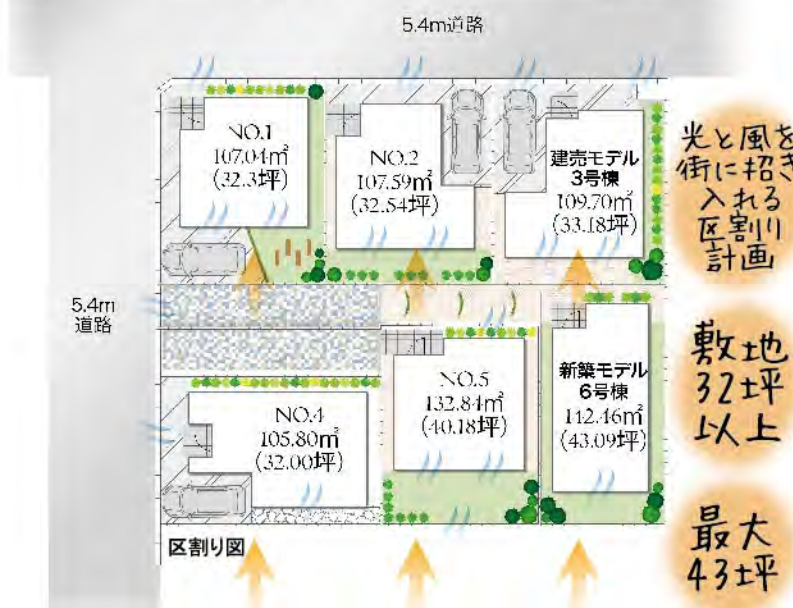 5.4m道路
NO.1
107.04㎡
(32.3坪)
NO.2
107.59㎡
(32.54坪)
建売モデル
3号棟
109.70㎡
(33.18坪)
光と風を
街に招き
入れる
区割り
計画
5.4m
道路
NO.4
105.80㎡
(32.00坪)
NO.5
132.84㎡
(40.18坪)
新築モデル
6号棟
142.46㎡
(43.09坪)
敷地
32坪
以上
区割り図
最大
43坪